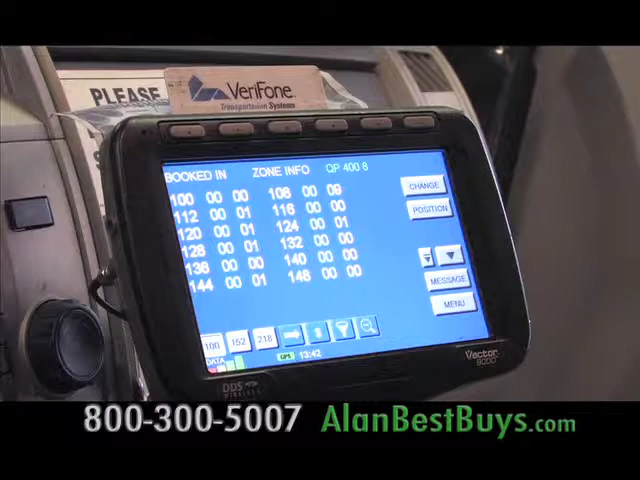 PLEASE
VeriFone
Transportation Systems
BOOKED IN ZONE INFO QP 400 8
100 00 00 108 00 09
112 00 01 116 00 00
120 00 01 124 00 01
128 00 01 132 00 00
136 00 00 140 00 00
144 00 01 148 00 00
CHANGE
POSITION
MESSAGE
MENU
100 152 218 $
DATA GPS 13:42
DDS
WIRELESS
Vector
9000
800-300-5007 AlanBestBuys.com